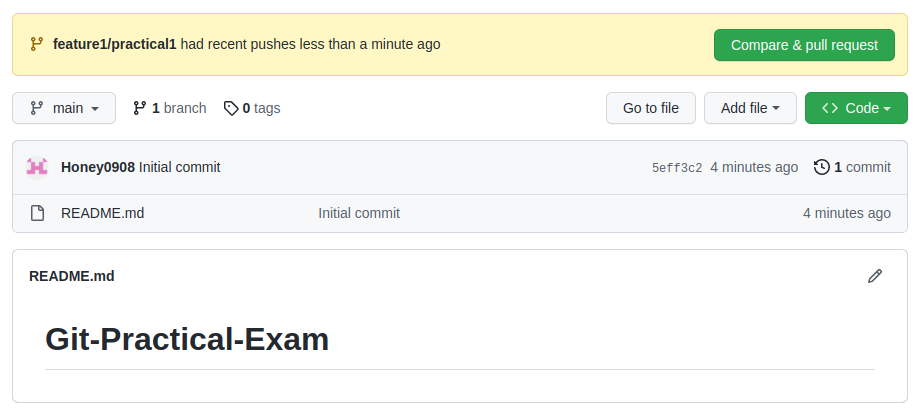 feature1/practical1 had recent pushes less than a minute ago Compare & pull request
main 1 branch 0 tags Go to file Add file Code
Honey0908 Initial commit 5eff3c2 4 minutes ago 1 commit
README.md Initial commit 4 minutes ago
README.md
Git-Practical-Exam